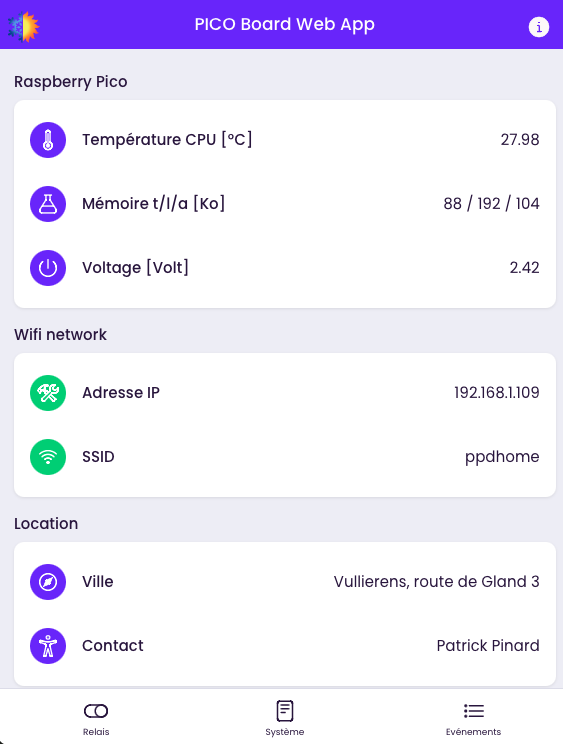 PICO Board Web App
i
Raspberry Pico
Température CPU [°C] 27.98
Mémoire t/l/a [Ko] 88 / 192 / 104
Voltage [Volt] 2.42
Wifi network
Adresse IP 192.168.1.109
SSID ppdhome
Location
Ville Vullierens, route de Gland 3
Contact Patrick Pinard
Relais Système Evénements